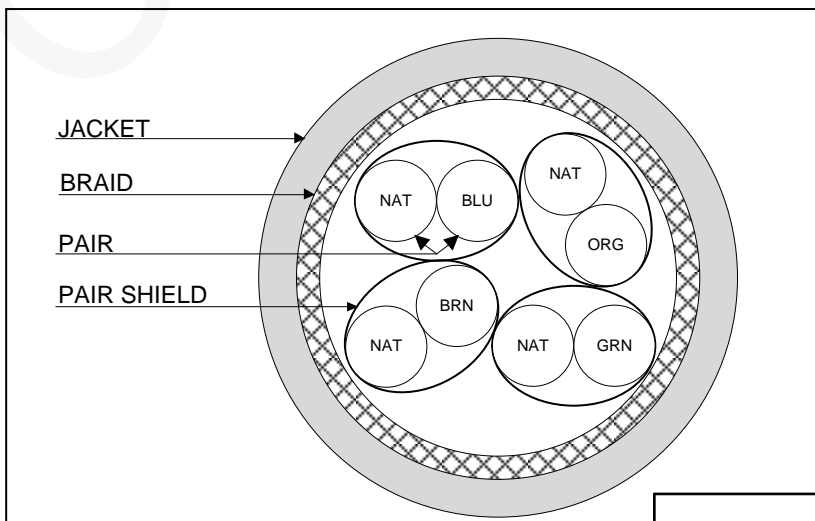 JACKET
BRAID
PAIR
PAIR SHIELD
NAT BLU
NAT
ORG
BRN
NAT
NAT GRN